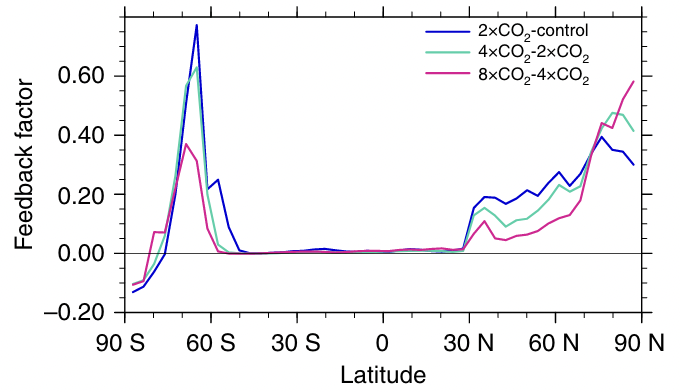 2×CO₂-control
4×CO₂-2×CO₂
8×CO₂-4×CO₂
Feedback factor
0.60
0.40
0.20
0.00
−0.20
90 S 60 S 30 S 0 30 N 60 N 90 N
Latitude